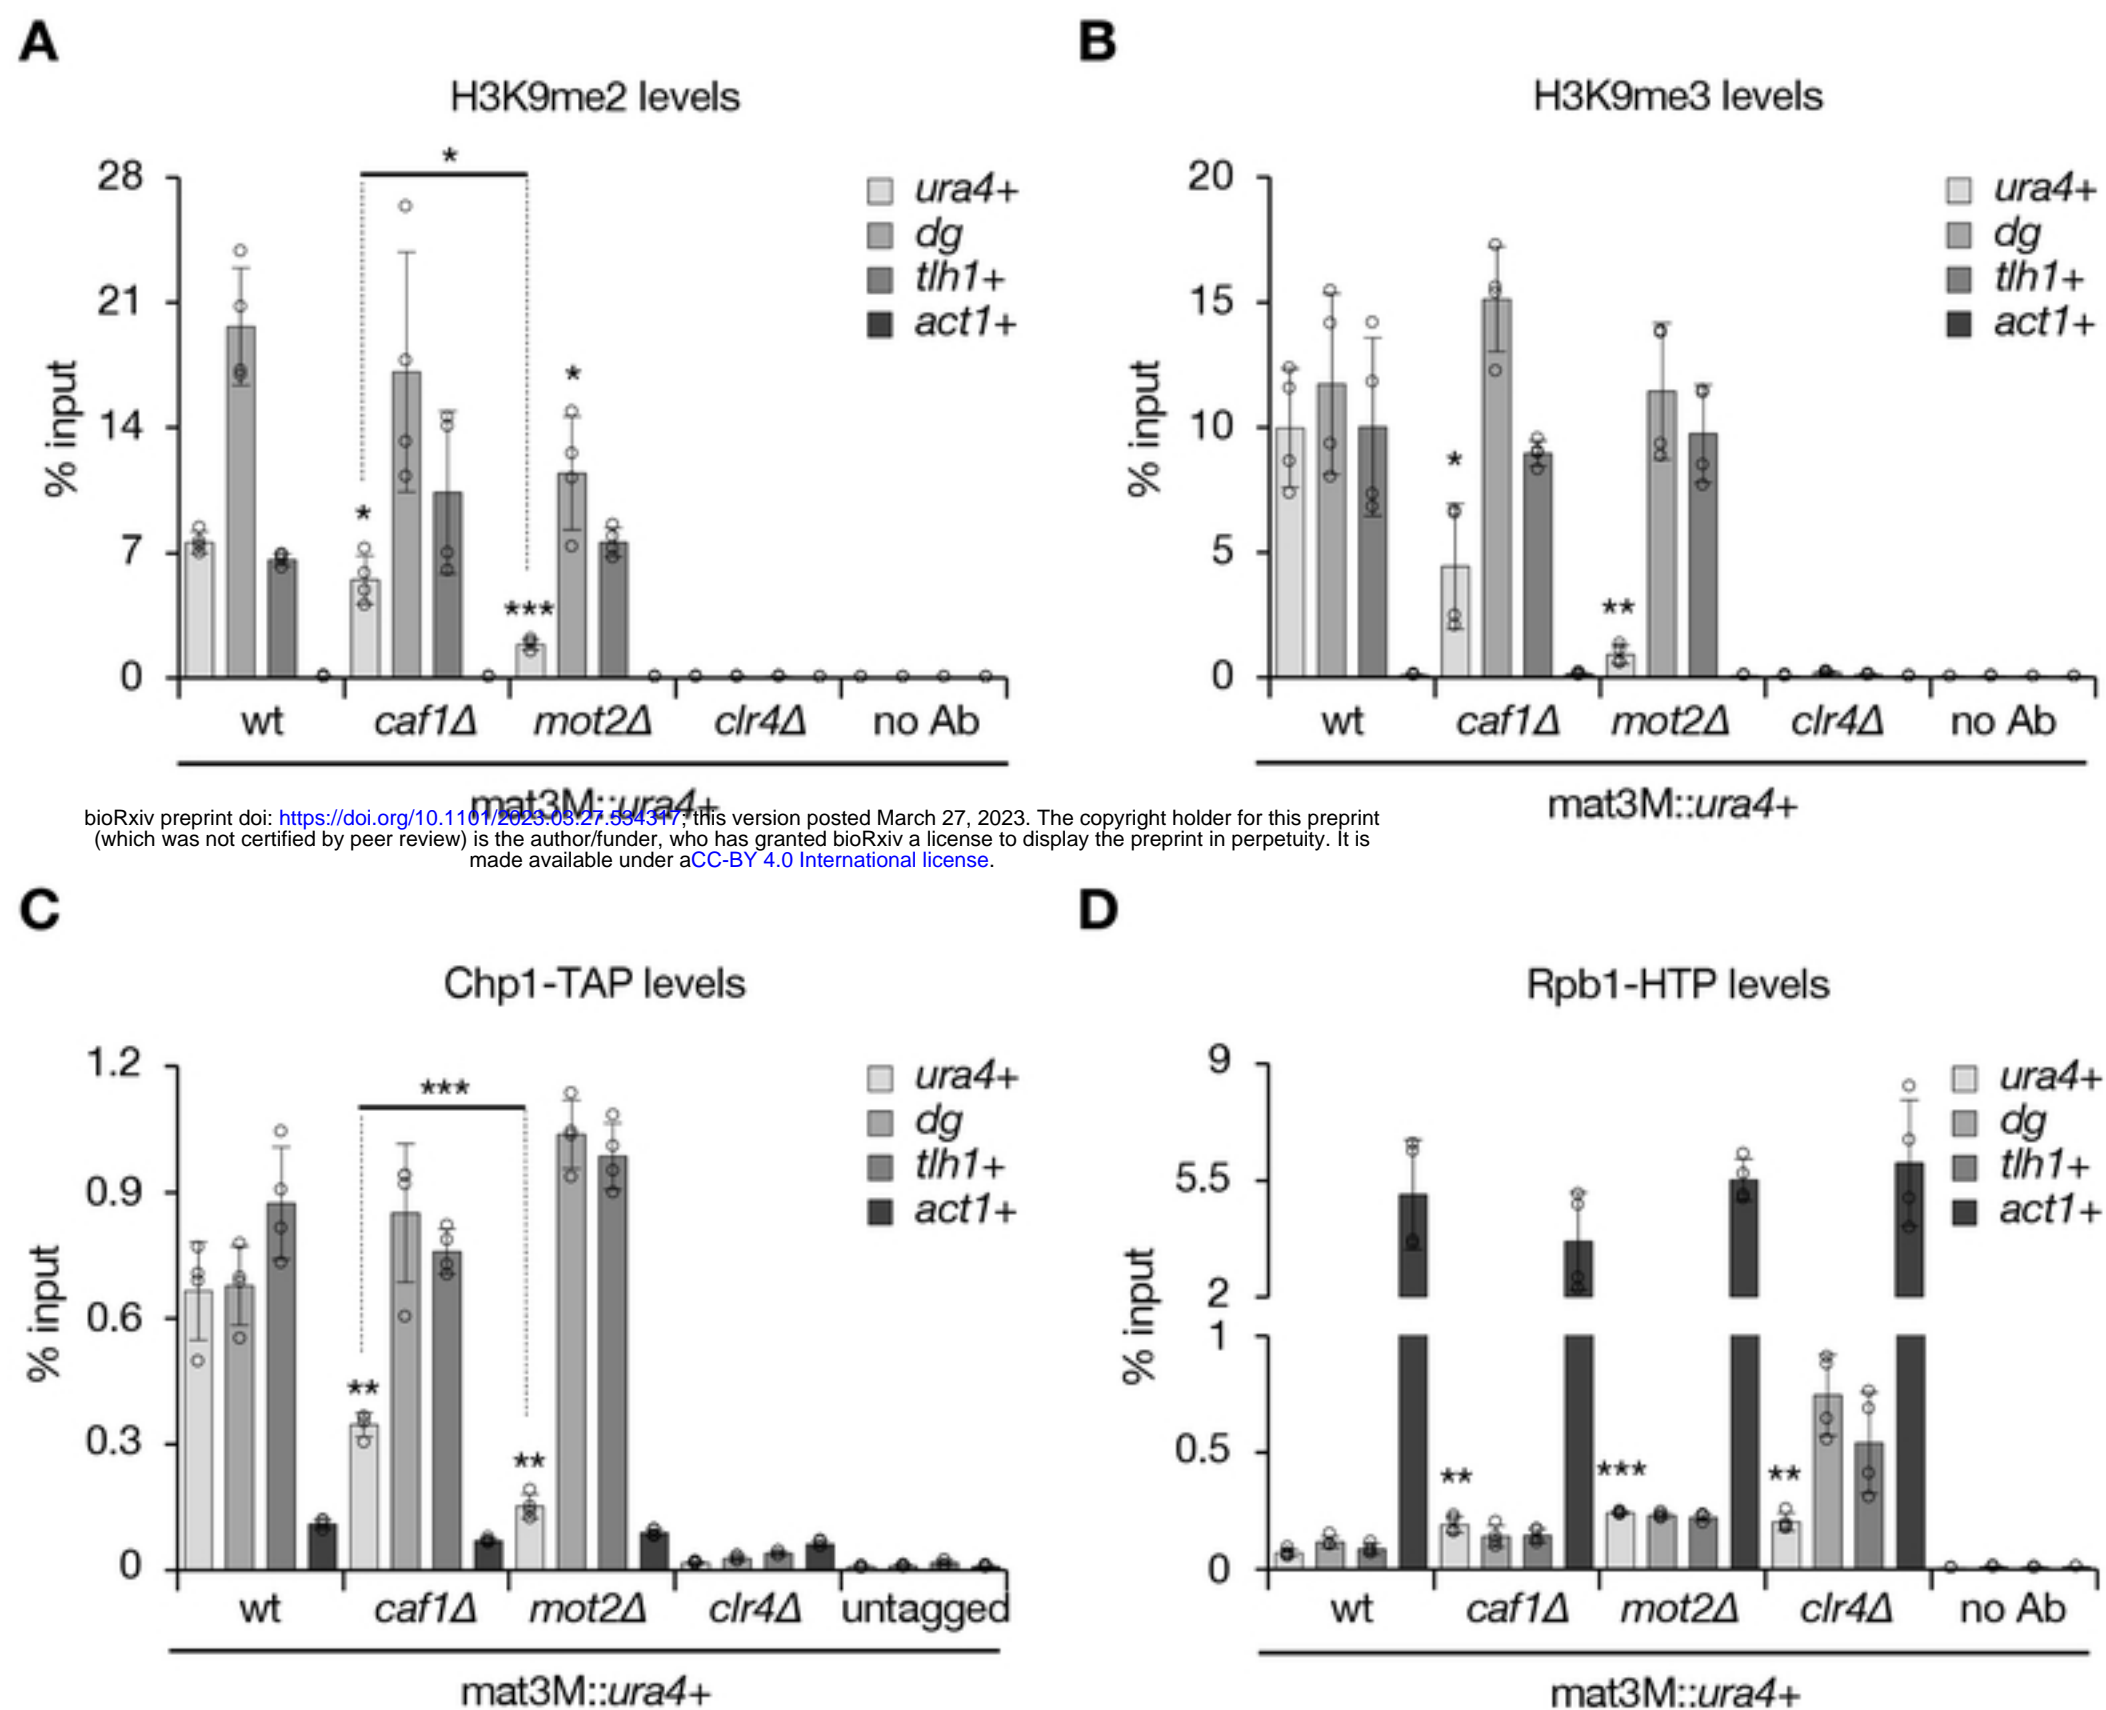 A
H3K9me2 levels
*
28
21
14
7
0
% input
ura4+
dg
tlh1+
act1+
*
***
*
wt caf1Δ mot2Δ clr4Δ no Ab
mat3M::ura4+
B
H3K9me3 levels
20
15
10
5
0
% input
ura4+
dg
tlh1+
act1+
*
**
wt caf1Δ mot2Δ clr4Δ no Ab
mat3M::ura4+
bioRxiv preprint doi: https://doi.org/10.1101/2023.03.27.534317; this version posted March 27, 2023. The copyright holder for this preprint
(which was not certified by peer review) is the author/funder, who has granted bioRxiv a license to display the preprint in perpetuity. It is
made available under aCC-BY 4.0 International license.
C
Chp1-TAP levels
***
1.2
0.9
0.6
0.3
0
% input
ura4+
dg
tlh1+
act1+
**
**
wt caf1Δ mot2Δ clr4Δ untagged
mat3M::ura4+
D
Rpb1-HTP levels
9
5.5
2
1
0.5
0
% input
ura4+
dg
tlh1+
act1+
**
***
**
wt caf1Δ mot2Δ clr4Δ no Ab
mat3M::ura4+